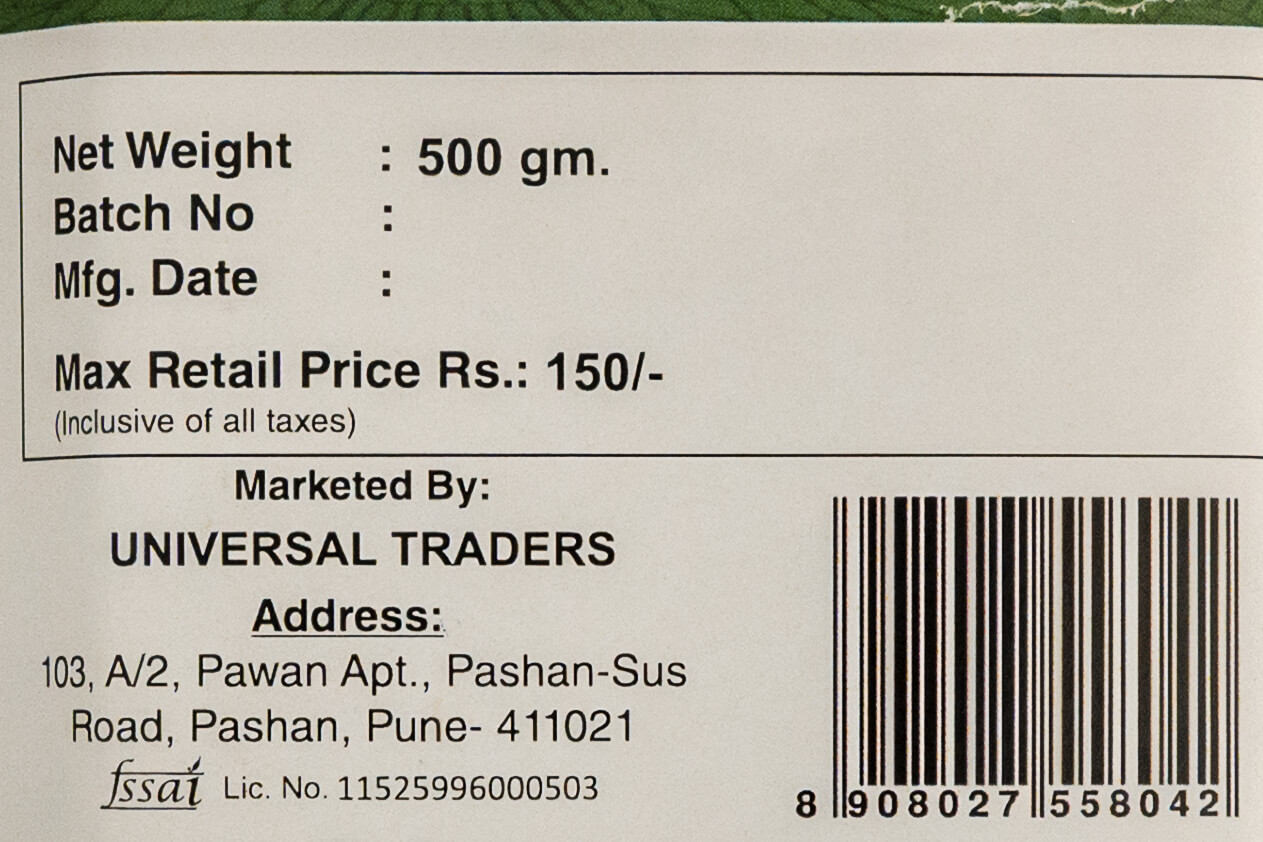 Net Weight : 500 gm.
Batch No :
Mfg. Date :
Max Retail Price Rs.: 150/-
(Inclusive of all taxes)
Marketed By:
UNIVERSAL TRADERS
Address:
103, A/2, Pawan Apt., Pashan-Sus
Road, Pashan, Pune- 411021
fssai Lic. No. 11525996000503
8 908027 558042